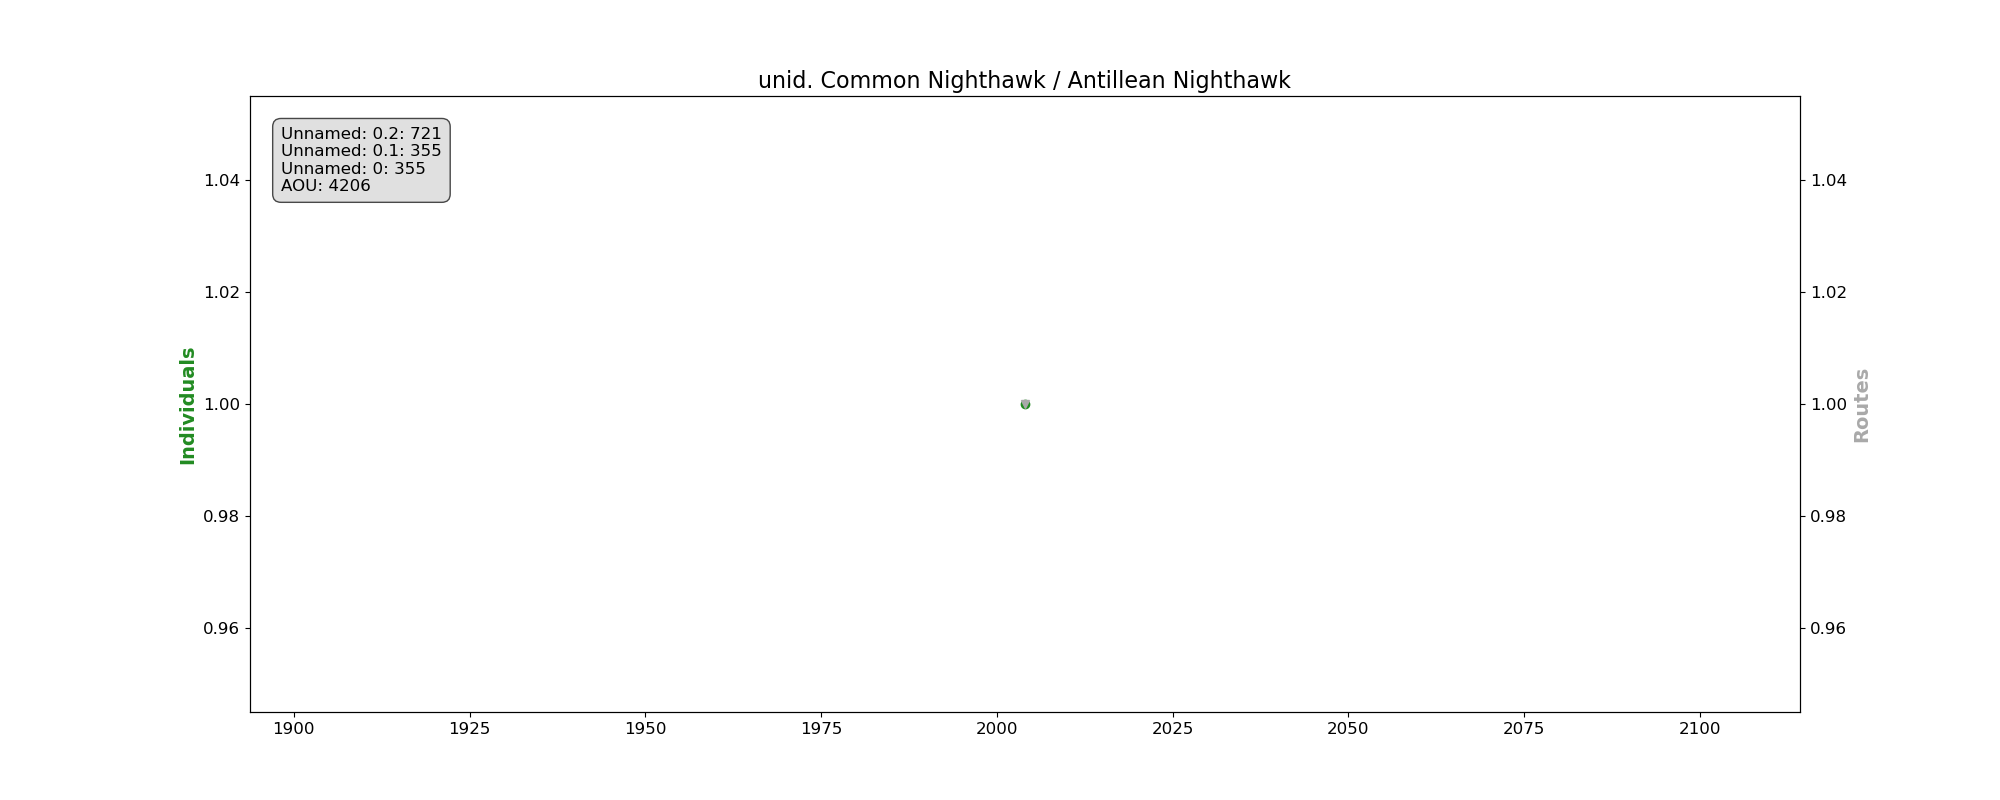 unid. Common Nighthawk / Antillean Nighthawk
Unnamed: 0.2: 721
Unnamed: 0.1: 355
Unnamed: 0: 355
AOU: 4206
1.04
1.02
1.00
0.98
0.96
Individuals
1.04
1.02
1.00
0.98
0.96
Routes
1900
1925
1950
1975
2000
2025
2050
2075
2100